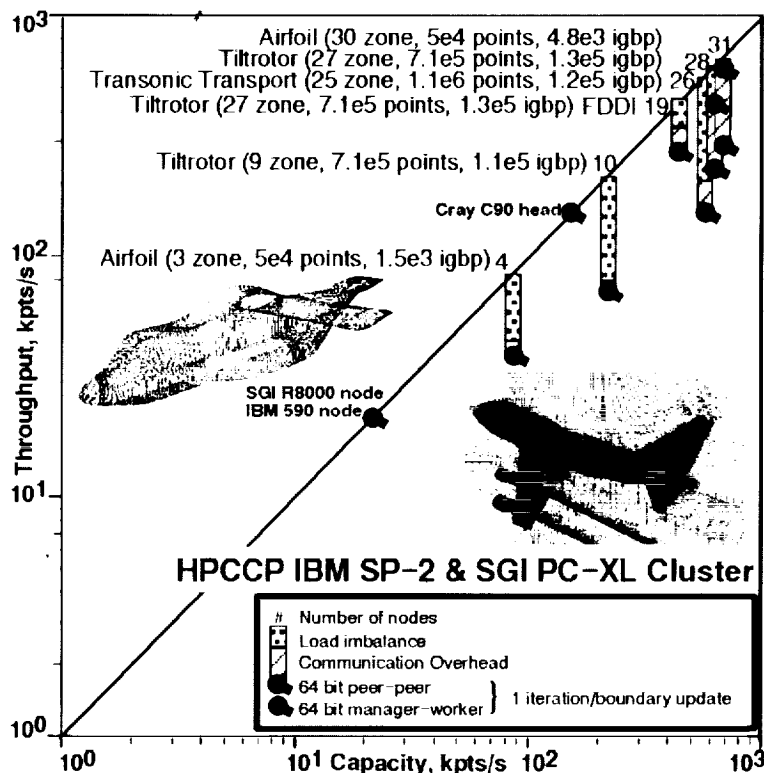 10³
Airfoil (30 zone, 5e4 points, 4.8e3 igbp)
31
Tiltrotor (27 zone, 7.1e5 points, 1.3e5 igbp)
28
Transonic Transport (25 zone, 1.1e6 points, 1.2e5 igbp)
26
Tiltrotor (27 zone, 7.1e5 points, 1.3e5 igbp) FDDI 19
Tiltrotor (9 zone, 7.1e5 points, 1.1e5 igbp) 10
Cray C90 head
10²
Airfoil (3 zone, 5e4 points, 1.5e3 igbp) 4
Throughput, kpts/s
SGI R8000 node
IBM 590 node
10¹
HPCCP IBM SP-2 & SGI PC-XL Cluster
# Number of nodes
Load imbalance
Communication Overhead
64 bit peer-peer
64 bit manager-worker
} 1 iteration/boundary update
10⁰
10⁰ 10¹ Capacity, kpts/s 10² 10³